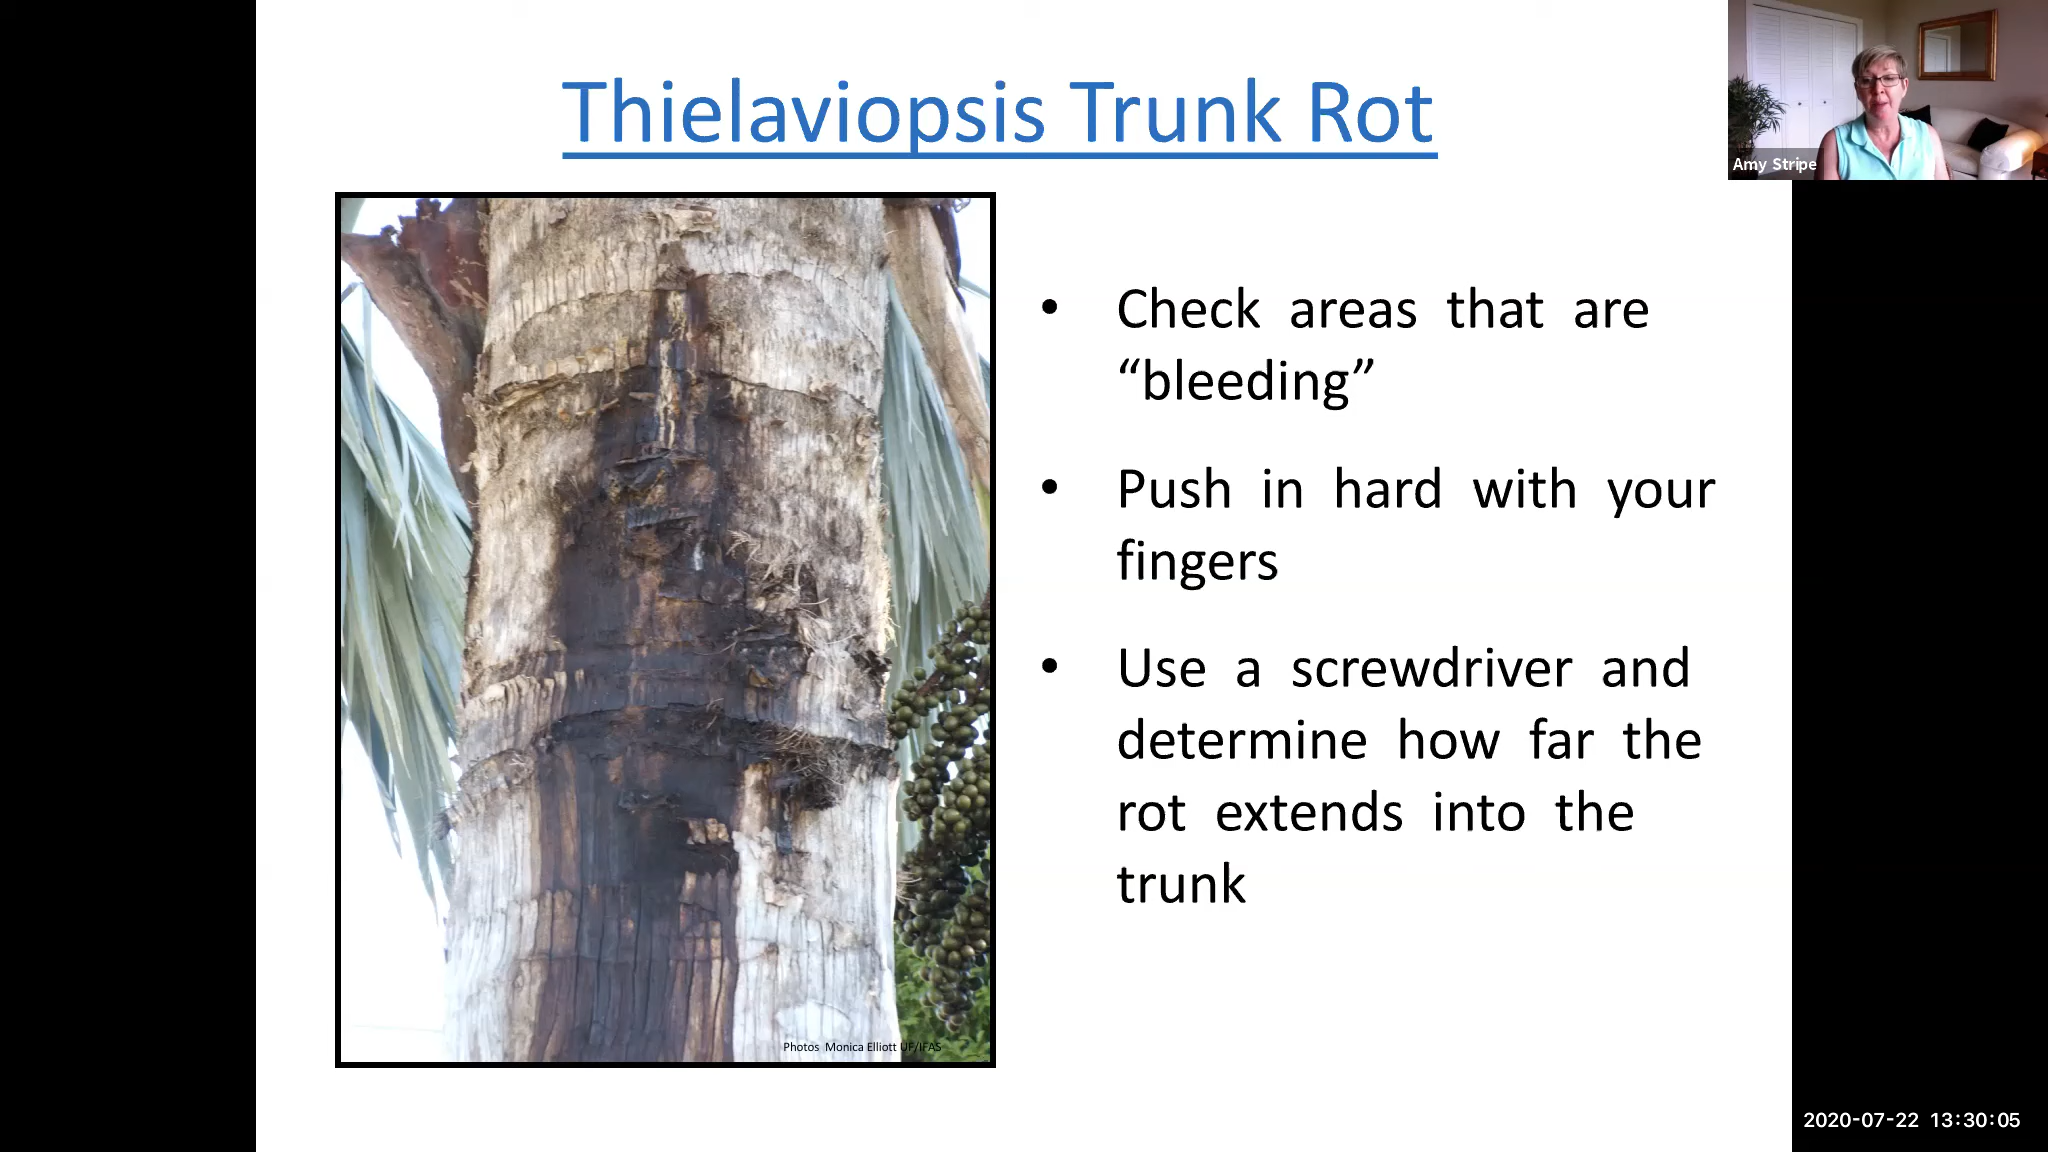 Thielaviopsis Trunk Rot
Amy Stripe
• Check areas that are
“bleeding”
• Push in hard with your
fingers
• Use a screwdriver and
determine how far the
rot extends into the
trunk
Photos Monica Elliott UF/IFAS
2020-07-22 13:30:05